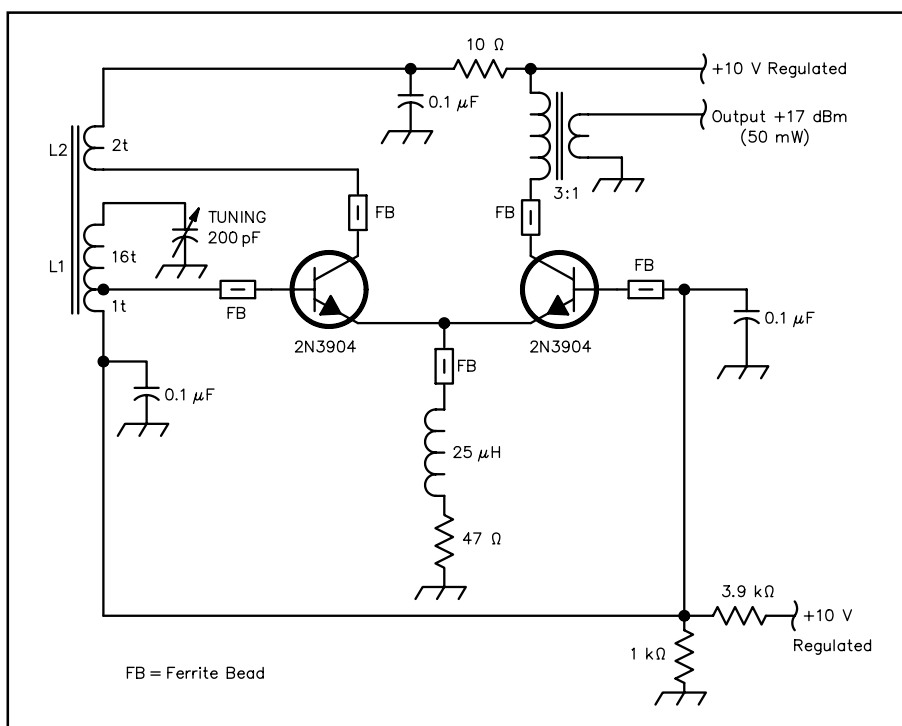 10 Ω
+10 V Regulated
0.1 μF
Output +17 dBm
(50 mW)
L2
2t
3:1
FB
FB
TUNING
200 pF
FB
L1
16t
1t
FB
0.1 μF
2N3904
2N3904
FB
0.1 μF
25 μH
47 Ω
3.9 kΩ
+10 V
Regulated
1 kΩ
FB = Ferrite Bead